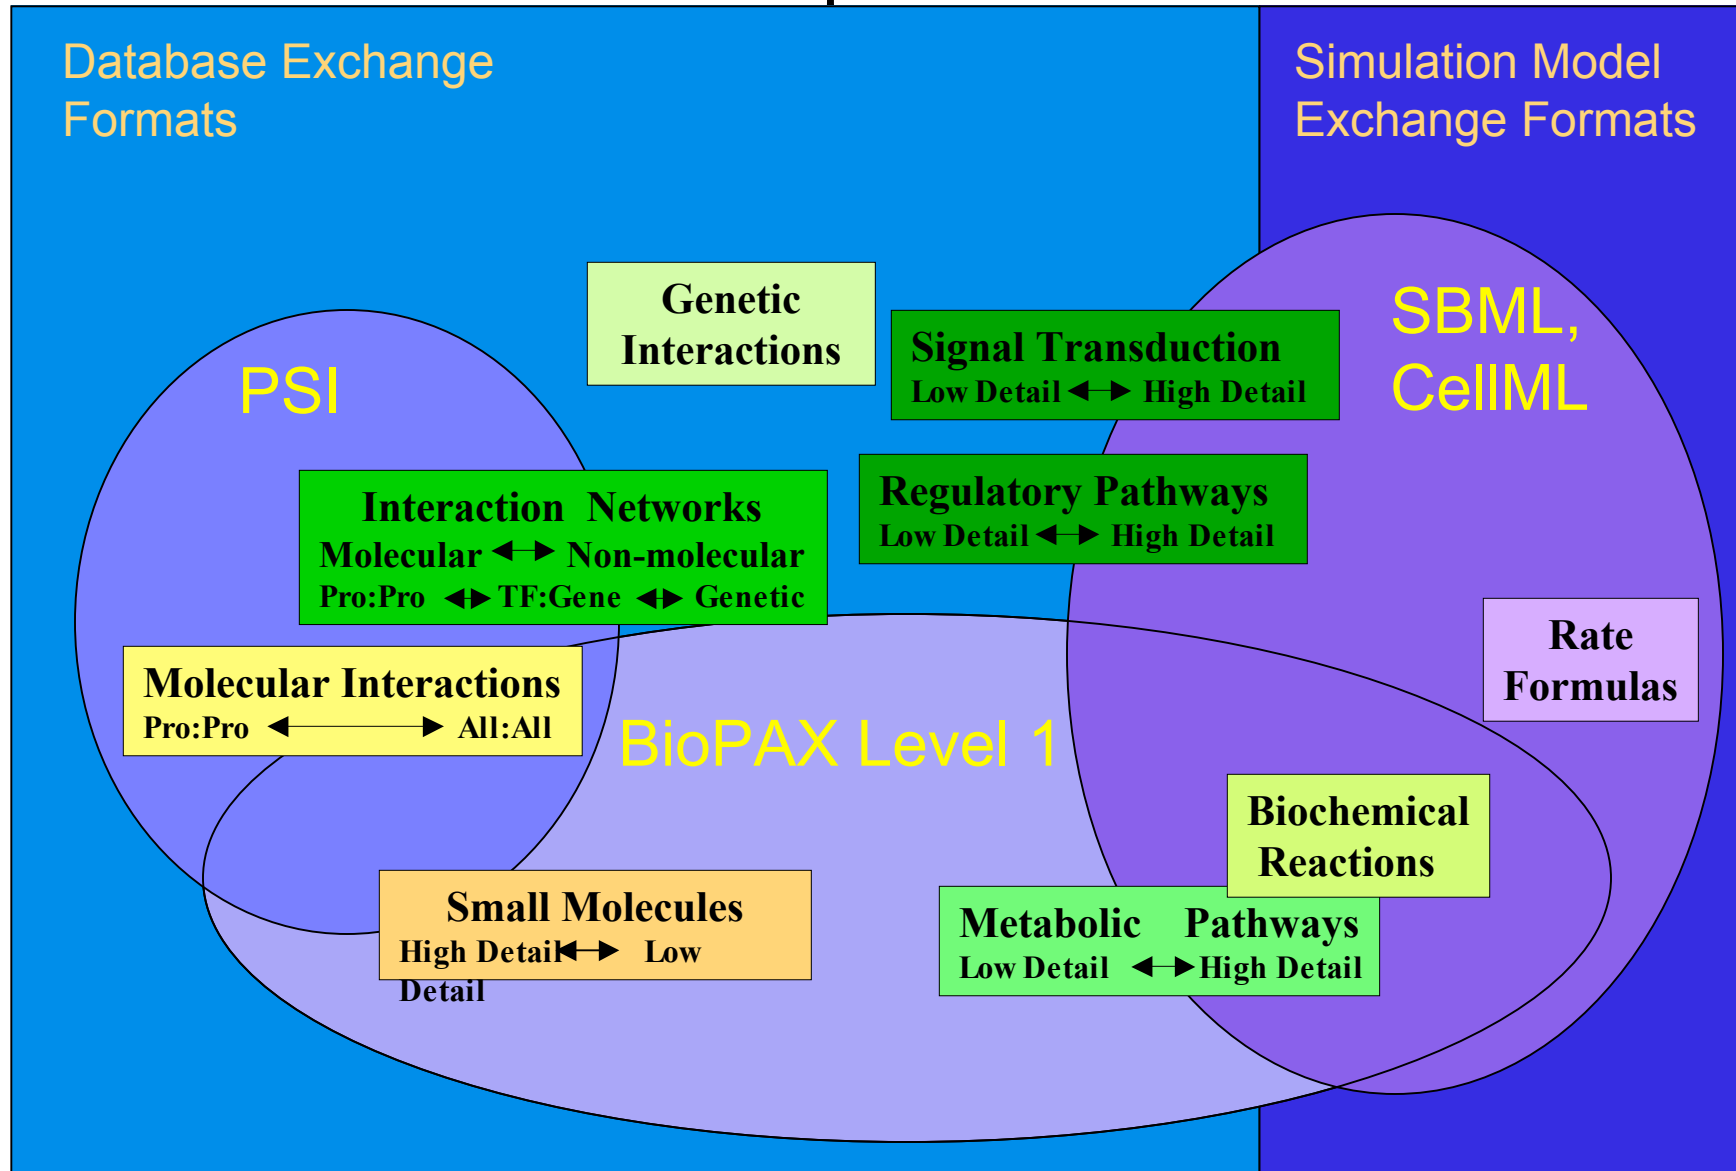 Database Exchange
Formats
Simulation Model
Exchange Formats
Genetic
Interactions
SBML,
CellML
Signal Transduction
Low Detail High Detail
PSI
Interaction Networks
Molecular Non-molecular
Pro:Pro TF:Gene Genetic
Regulatory Pathways
Low Detail High Detail
Rate
Formulas
Molecular Interactions
Pro:Pro All:All
BioPAX Level 1
Biochemical
Reactions
Small Molecules
High Detail Low
Detail
Metabolic Pathways
Low Detail High Detail